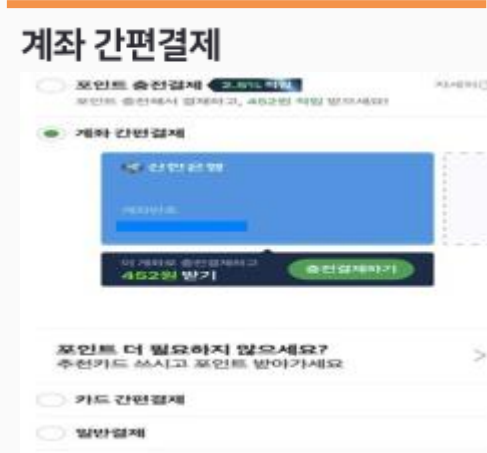 계좌 간편결제
포인트 충전결제 2.5% 적립
포인트 충전해서 결제하고, 452원 적립 받으세요!
계좌 간편결제
신한은행
계좌번호
이 계좌로 충전결제하고
452원 받기
충전결제하기
포인트 더 필요하지 않으세요?
추천카드 쓰시고 포인트 받아가세요
카드 간편결제
일반결제